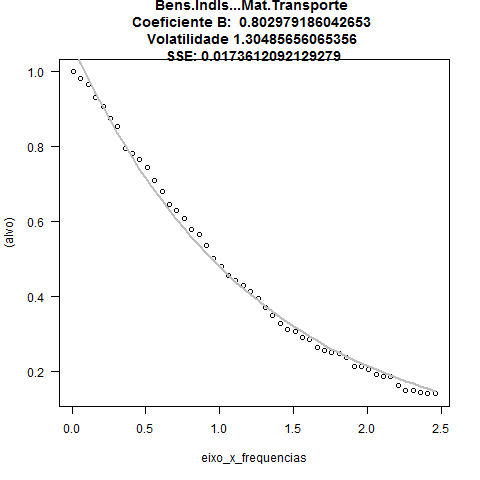 Bens.Indls...Mat.Transporte
Coeficiente B:  0.802979186042653
Volatilidade 1.30485656065356
SSE: 0.0173612092129279
1.0
0.8
0.6
0.4
0.2
(alvo)
0.0 0.5 1.0 1.5 2.0 2.5
eixo_x_frequencias